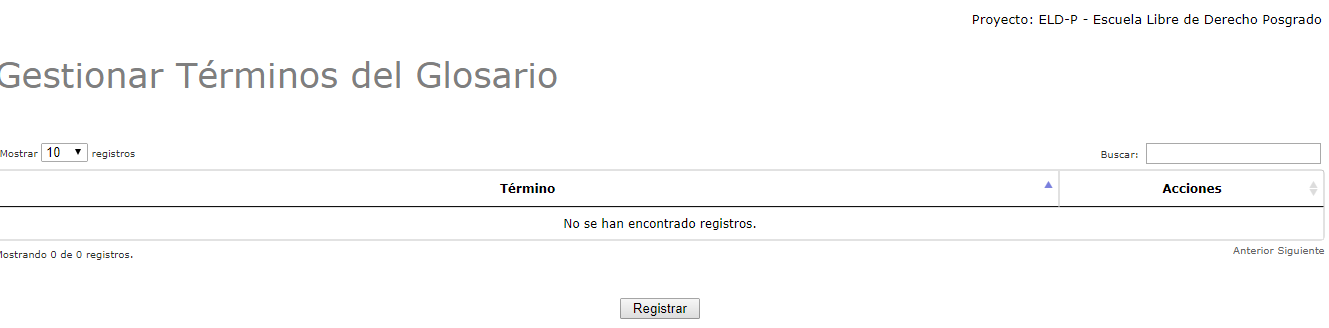 Proyecto: ELD-P - Escuela Libre de Derecho Posgrado
Gestionar Términos del Glosario
Mostrar 10 registros
Buscar:
Término Acciones
No se han encontrado registros.
Mostrando 0 de 0 registros.
Anterior Siguiente
Registrar